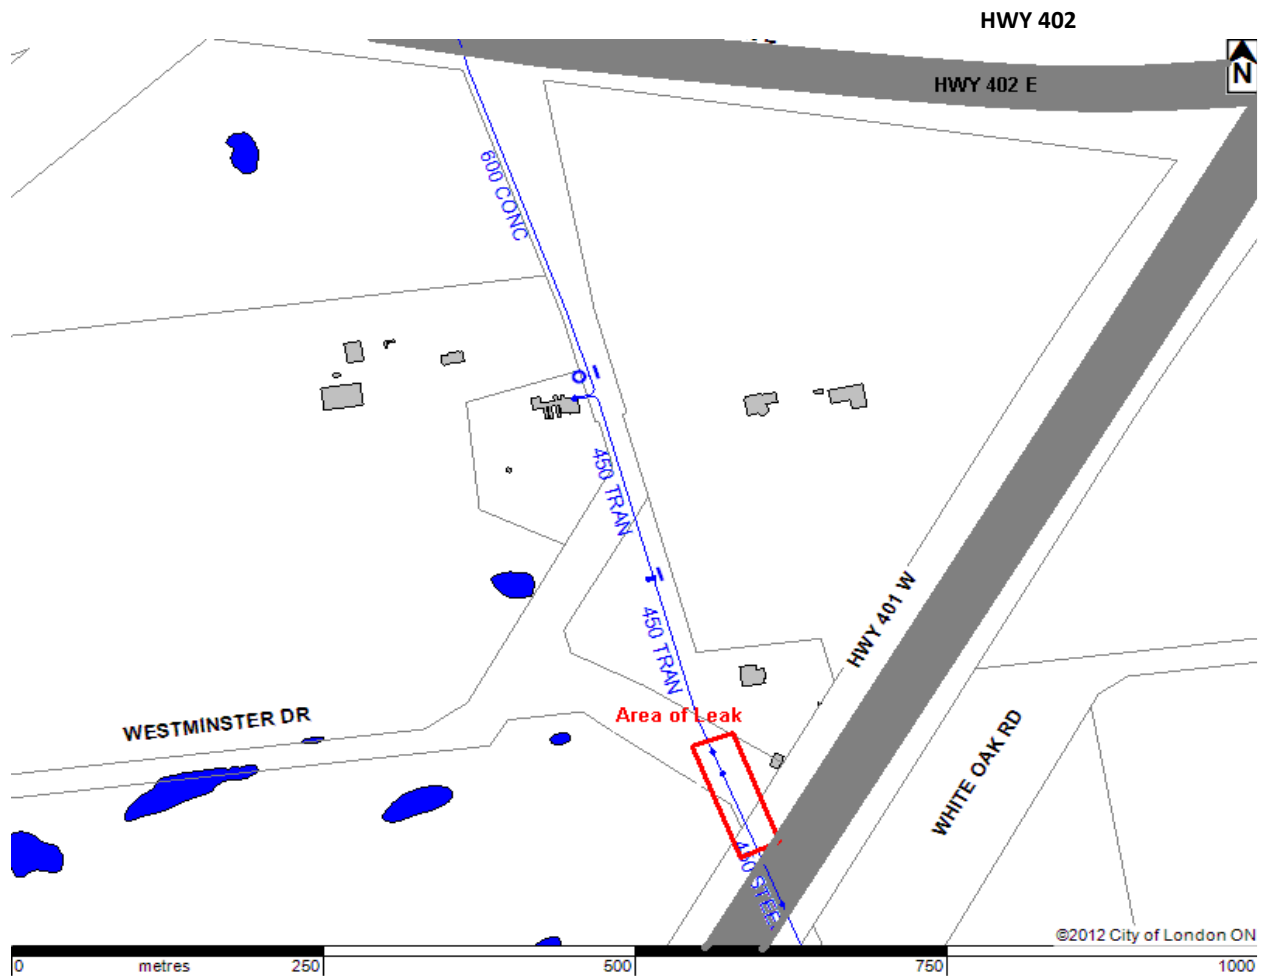 HWY 402
N
HWY 402 E
600 CONC
450 TRAN
450 TRAN
HWY 401 W
Area of Leak
WESTMINSTER DR
WHITE OAK RD
©2012 City of London ON
0 metres 250 500 750 1000